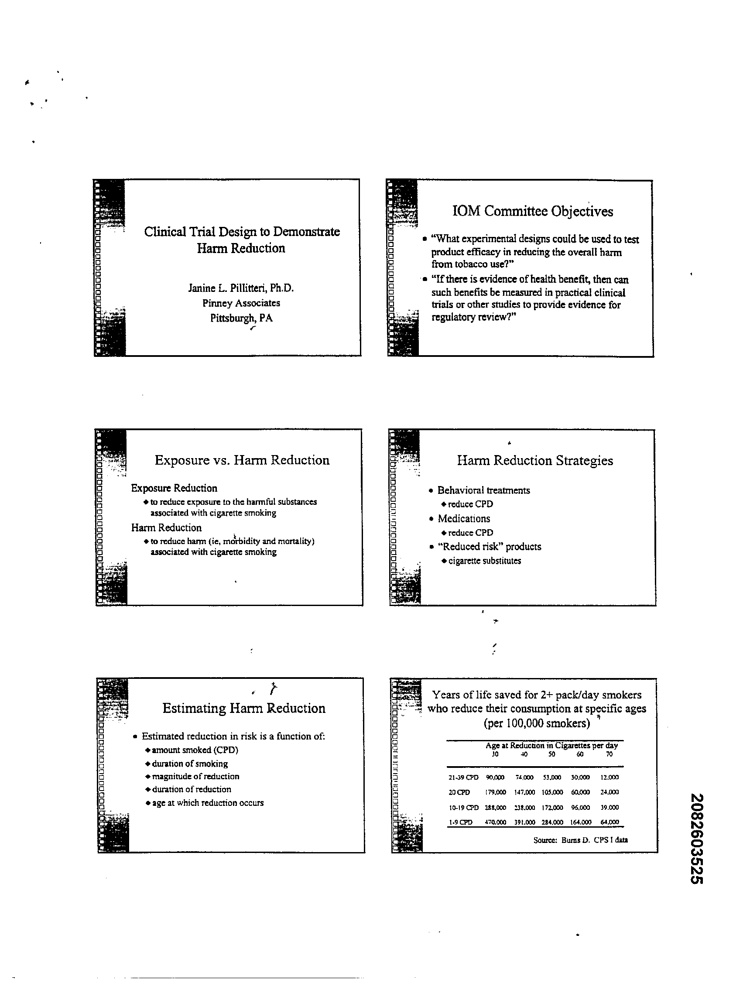 Clinical Trial Design to Demonstrate
Harm Reduction
Janine L. Pillitteri, Ph.D.
Pinney Associates
Pittsburgh, PA
IOM Committee Objectives
• "What experimental designs could be used to test
product efficacy in reducing the overall harm
from tobacco use?"
• "If there is evidence of health benefit, then can
such benefits be measured in practical clinical
trials or other studies to provide evidence for
regulatory review?"
Exposure vs. Harm Reduction
Exposure Reduction
◆ to reduce exposure to the harmful substances
associated with cigarette smoking
Harm Reduction
◆ to reduce harm (ie, morbidity and mortality)
associated with cigarette smoking
Harm Reduction Strategies
• Behavioral treatments
◆ reduce CPD
• Medications
◆ reduce CPD
• "Reduced risk" products
◆ cigarette substitutes
Estimating Harm Reduction
• Estimated reduction in risk is a function of:
◆ amount smoked (CPD)
◆ duration of smoking
◆ magnitude of reduction
◆ duration of reduction
◆ age at which reduction occurs
Years of life saved for 2+ pack/day smokers
who reduce their consumption at specific ages
(per 100,000 smokers)
Age at Reduction in Cigarettes per day
30 40 50 60 70
21-39 CPD 90,000 74,000 53,000 30,000 12,000
20 CPD 179,000 147,000 105,000 60,000 24,000
10-19 CPD 288,000 238,000 172,000 96,000 39,000
1-9 CPD 470,000 391,000 284,000 164,000 64,000
Source: Burns D. CPS I data
2082603525